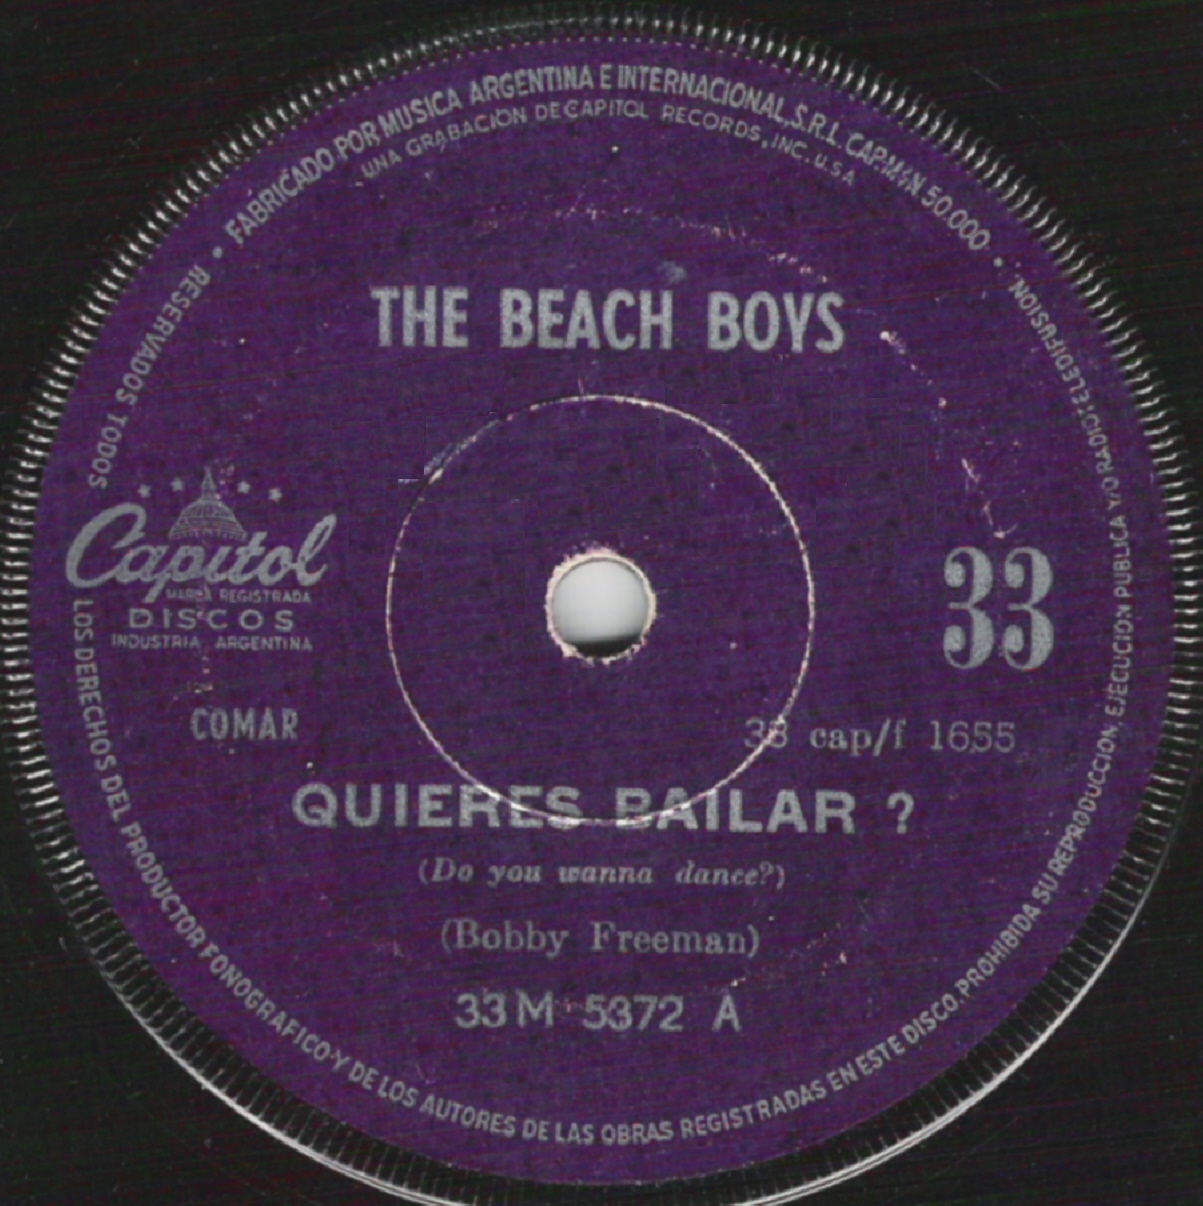 FABRICADO POR MUSICA ARGENTINA E INTERNACIONAL, S.R.L. CAP. M$N. 50.000 •
UNA GRABACION DE CAPITOL RECORDS, INC. U.S.A
THE BEACH BOYS
Capitol
MARCA REGISTRADA
DISCOS
INDUSTRIA ARGENTINA
33
COMAR
33 cap/f 1655
QUIERES BAILAR ?
(Do you wanna dance?)
(Bobby Freeman)
33 M 5372 A
RESERVADOS TODOS LOS DERECHOS DEL PRODUCTOR FONOGRAFICO Y DE LOS AUTORES DE LAS OBRAS REGISTRADAS EN ESTE DISCO. PROHIBIDA SU REPRODUCCION, EJECUCION PUBLICA Y/O RADIOTELEDIFUSION. •